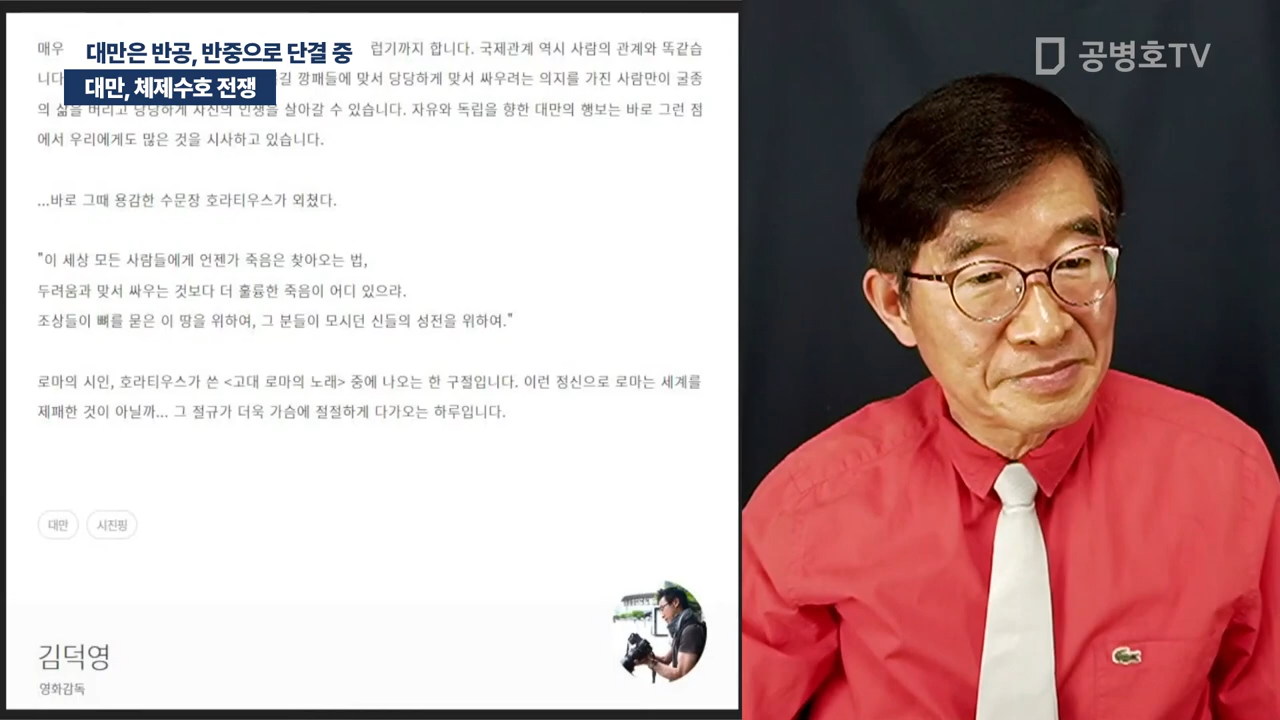 대만은 반공, 반중으로 단결 중
대만, 체제수호 전쟁
공병호TV
매우 럽기까지 합니다. 국제관계 역시 사람의 관계와 똑같습
니다 길 깡패들에 맞서 당당하게 맞서 싸우려는 의지를 가진 사람만이 굴종
의 삶을 버리고 당당하게 자신의 인생을 살아갈 수 있습니다. 자유와 독립을 향한 대만의 행보는 바로 그런 점
에서 우리에게도 많은 것을 시사하고 있습니다.
...바로 그때 용감한 수문장 호라티우스가 외쳤다.
"이 세상 모든 사람들에게 언젠가 죽음은 찾아오는 법,
두려움과 맞서 싸우는 것보다 더 훌륭한 죽음이 어디 있으랴.
조상들이 뼈를 묻은 이 땅을 위하여, 그 분들이 모시던 신들의 성전을 위하여."
로마의 시인, 호라티우스가 쓴 <고대 로마의 노래> 중에 나오는 한 구절입니다. 이런 정신으로 로마는 세계를
제패한 것이 아닐까... 그 절규가 더욱 가슴에 절절하게 다가오는 하루입니다.
대만 시진핑
김덕영
영화감독